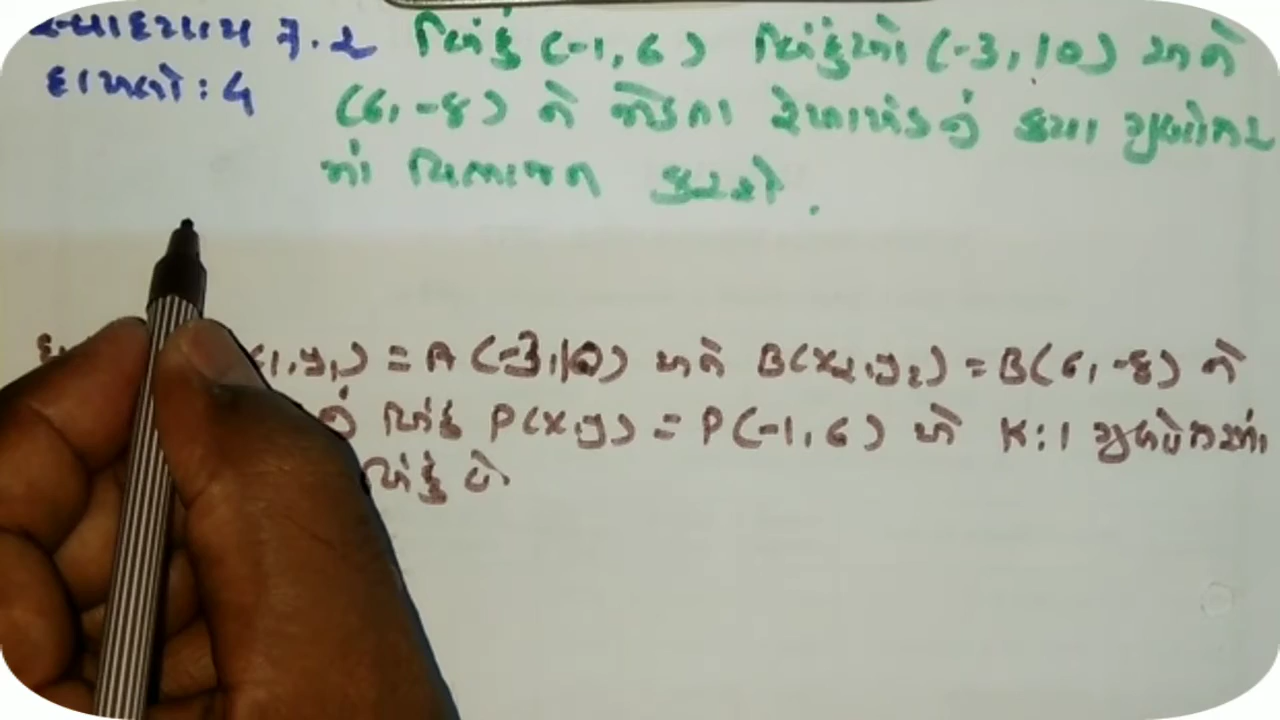 સ્વાધ્યાય 7.2 બિંદુ (-1, 6) બિંદુઓ (-3, 10) અને
દાખલો : 4 (6, -8) ને જોડતા રેખાખંડનું કયા ગુણોત્તર
માં વિભાજન કરશે.
x₁, y₁) = A (-3, 10) અને B(x₂, y₂) = B(6, -8) ને
નું બિંદુ P(x, y) = P(-1, 6) એ K : 1 ગુણોત્તરમાં
બિંદુ છે